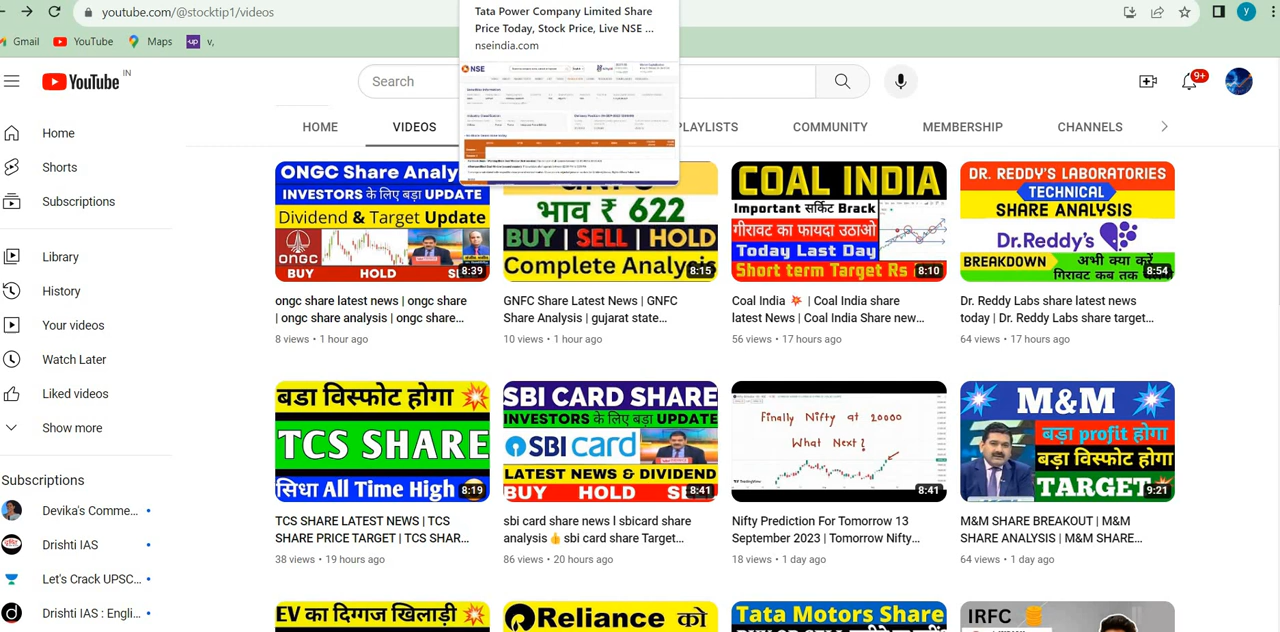 youtube.com/@stocktip1/videos
Tata Power Company Limited Share
Price Today, Stock Price, Live NSE ...
nseindia.com
NSE
Gmail
YouTube
Maps
up
v,
Y
YouTube IN
Search
9+
HOME
VIDEOS
PLAYLISTS
COMMUNITY
MEMBERSHIP
CHANNELS
Home
Shorts
Subscriptions
Library
History
Your videos
Watch Later
Liked videos
Show more
Subscriptions
Devika's Comme...
Drishti IAS
Let's Crack UPSC...
Drishti IAS : Engli...
ONGC Share Analy
INVESTORS के लिए बड़ा UPDATE
Dividend & Target Update
ongc
BUY HOLD
8:39
ongc share latest news | ongc share
| ongc share analysis | ongc share...
8 views • 1 hour ago
भाव ₹ 622
BUY | SELL | HOLD
Complete Analysis
8:15
GNFC Share Latest News | GNFC
Share Analysis | gujarat state...
10 views • 1 hour ago
COAL INDIA
Important सर्किट Brack
गीरावट का फायदा उठाओ
Today Last Day
Short term Target Rs
8:10
Coal India 💥 | Coal India share
latest News | Coal India Share new...
56 views • 17 hours ago
DR. REDDY'S LABORATORIES
TECHNICAL
SHARE ANALYSIS
Dr.Reddy's
BREAKDOWN
अभी क्या करें
गिरावट कब तक
8:54
Dr. Reddy Labs share latest news
today | Dr. Reddy Labs share target...
64 views • 17 hours ago
बडा विस्फोट होगा
TCS SHARE
सिधा All Time High
8:19
TCS SHARE LATEST NEWS | TCS
SHARE PRICE TARGET | TCS SHAR...
38 views • 19 hours ago
SBI CARD SHARE
INVESTORS के लिए बड़ा UPDATE
SBI card
LATEST NEWS & DIVIDEND
BUY HOLD
8:41
sbi card share news l sbicard share
analysis👍sbi card share Target...
86 views • 20 hours ago
Finally Nifty at 20000
What Next?
8:41
Nifty Prediction For Tomorrow 13
September 2023 | Tomorrow Nifty...
18 views • 1 day ago
M&M
बड़ा profit होगा
बडा विस्फोट होगा
TARGET
9:21
M&M SHARE BREAKOUT | M&M
SHARE ANALYSIS | M&M SHARE...
64 views • 1 day ago
EV का दिग्गज खिलाड़ी
Reliance को
Tata Motors Share
IRFC